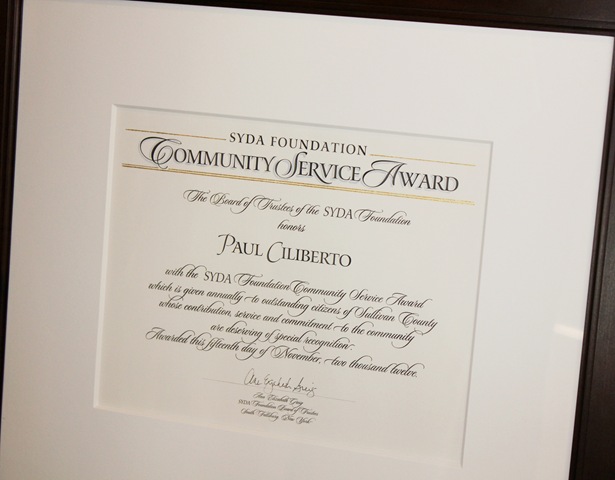 SYDA FOUNDATION
COMMUNITY SERVICE AWARD
The Board of Trustees of the SYDA Foundation
honors
PAUL CILIBERTO
with the SYDA Foundation Community Service Award
which is given annually to outstanding citizens of Sullivan County
whose contribution, service and commitment to the community
are deserving of special recognition
Awarded this fifteenth day of November, two thousand twelve.
Ane Elizabeth
Elizabeth
SYDA Foundation Board of Trustees
South Fallsburg, New York